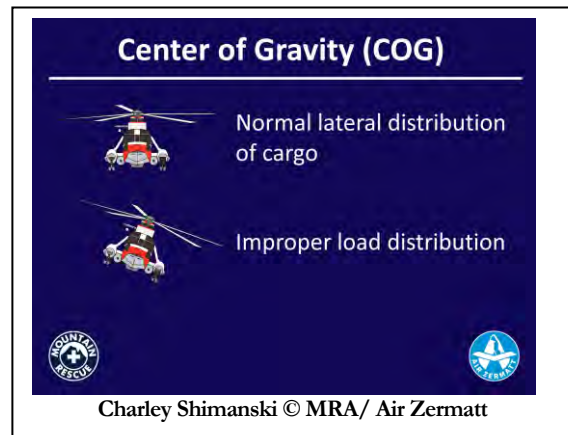 Center of Gravity (COG)
Normal lateral distribution
of cargo
Improper load distribution
MOUNTAIN
RESCUE
AIR ZERMATT
Charley Shimanski © MRA/ Air Zermatt